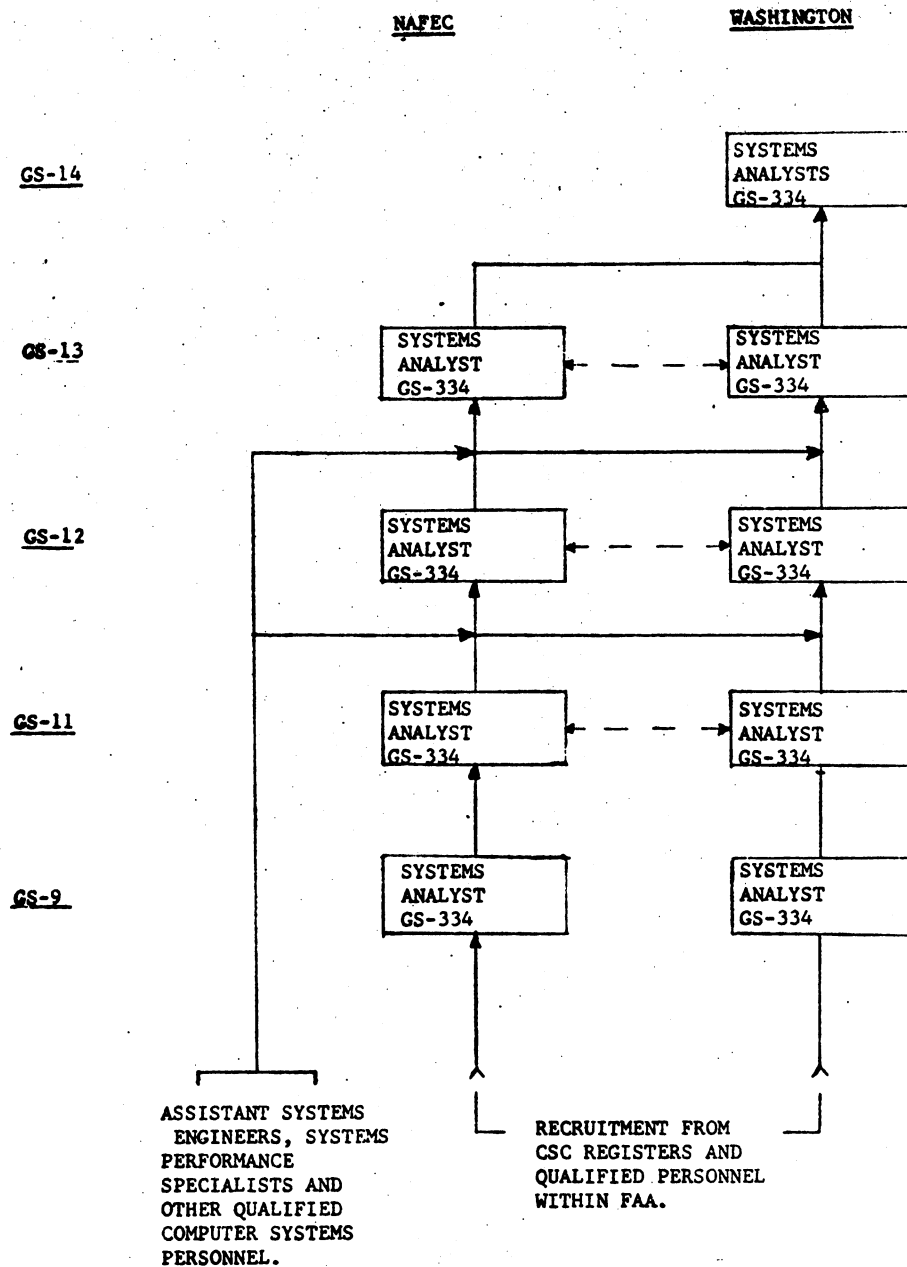 NAFEC
WASHINGTON
GS-14
SYSTEMS
ANALYSTS
GS-334
GS-13
SYSTEMS
ANALYST
GS-334
SYSTEMS
ANALYST
GS-334
GS-12
SYSTEMS
ANALYST
GS-334
SYSTEMS
ANALYST
GS-334
GS-11
SYSTEMS
ANALYST
GS-334
SYSTEMS
ANALYST
GS-334
GS-9
SYSTEMS
ANALYST
GS-334
SYSTEMS
ANALYST
GS-334
ASSISTANT SYSTEMS
ENGINEERS, SYSTEMS
PERFORMANCE
SPECIALISTS AND
OTHER QUALIFIED
COMPUTER SYSTEMS
PERSONNEL.
RECRUITMENT FROM
CSC REGISTERS AND
QUALIFIED PERSONNEL
WITHIN FAA.